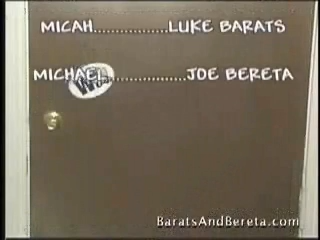 MICAH..................LUKE BARATS
MICHAEL..................JOE BERETA
BaratsAndBereta.com